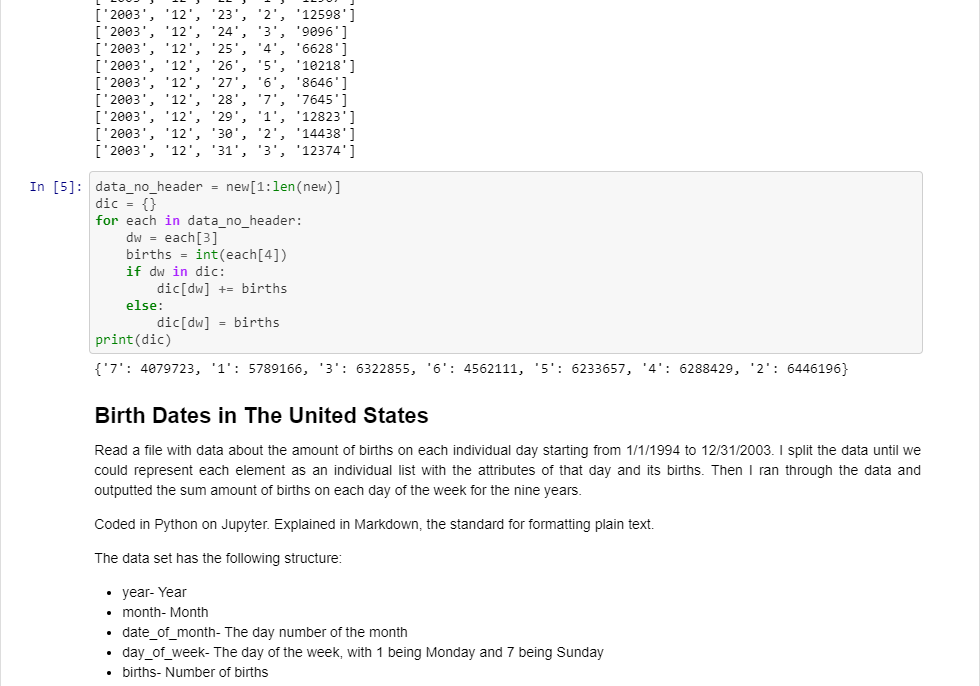 ['2003', '12', '23', '2', '12598']
['2003', '12', '24', '3', '9096']
['2003', '12', '25', '4', '6628']
['2003', '12', '26', '5', '10218']
['2003', '12', '27', '6', '8646']
['2003', '12', '28', '7', '7645']
['2003', '12', '29', '1', '12823']
['2003', '12', '30', '2', '14438']
['2003', '12', '31', '3', '12374']
In [5]: data_no_header = new[1:len(new)]
dic = {}
for each in data_no_header:
    dw = each[3]
    births = int(each[4])
    if dw in dic:
        dic[dw] += births
    else:
        dic[dw] = births
print(dic)
{'7': 4079723, '1': 5789166, '3': 6322855, '6': 4562111, '5': 6233657, '4': 6288429, '2': 6446196}
Birth Dates in The United States
Read a file with data about the amount of births on each individual day starting from 1/1/1994 to 12/31/2003. I split the data until we
could represent each element as an individual list with the attributes of that day and its births. Then I ran through the data and
outputted the sum amount of births on each day of the week for the nine years.
Coded in Python on Jupyter. Explained in Markdown, the standard for formatting plain text.
The data set has the following structure:
• year- Year
• month- Month
• date_of_month- The day number of the month
• day_of_week- The day of the week, with 1 being Monday and 7 being Sunday
• births- Number of births